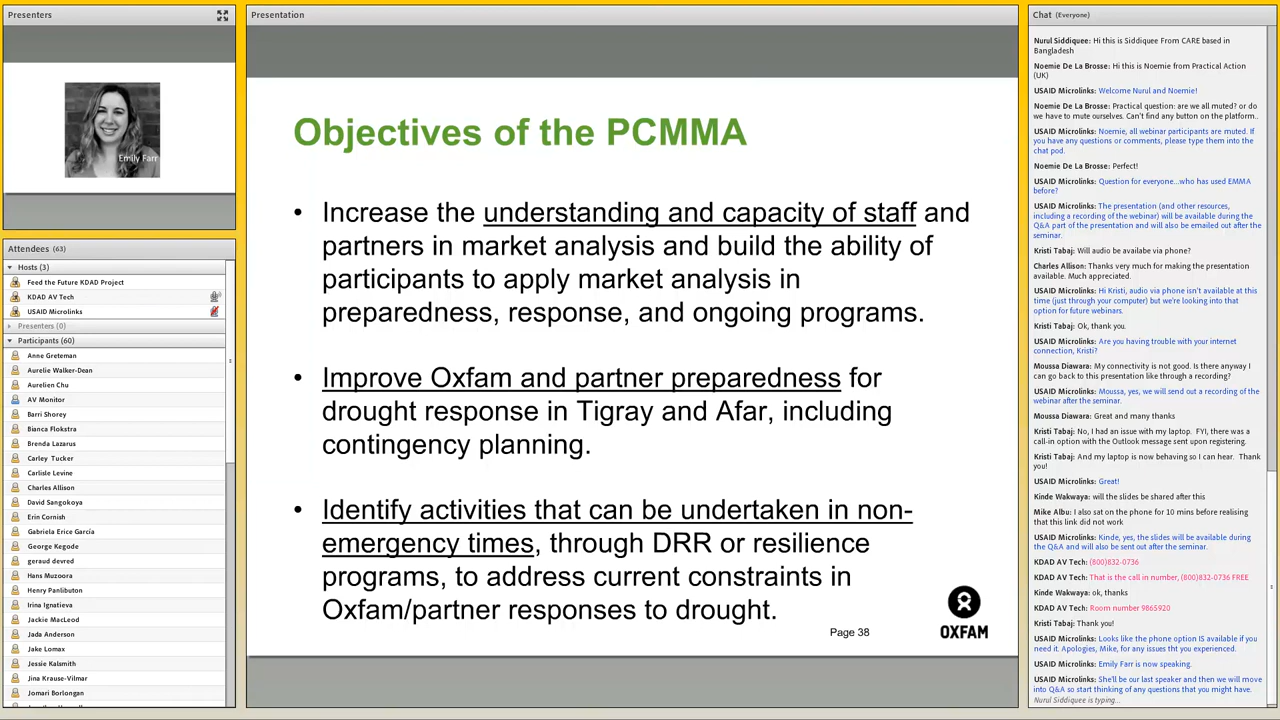 Presenters
Emily Farr
Attendees (63)
Hosts (3)
Feed the Future KDAD Project
KDAD AV Tech
USAID Microlinks
Presenters (0)
Participants (60)
Anne Greteman
Aurelie Walker-Dean
Aurelien Chu
AV Monitor
Barri Shorey
Bianca Flokstra
Brenda Lazarus
Carley Tucker
Carlisle Levine
Charles Allison
David Sangokoya
Erin Cornish
Gabriela Erice García
George Kegode
geraud devred
Hans Muzoora
Henry Panlibuton
Irina Ignatieva
Jackie MacLeod
Jada Anderson
Jake Lomax
Jessie Kalsmith
Jina Krause-Vilmar
Jomari Borlongan
Presentation
Objectives of the PCMMA
• Increase the understanding and capacity of staff and
partners in market analysis and build the ability of
participants to apply market analysis in
preparedness, response, and ongoing programs.
• Improve Oxfam and partner preparedness for
drought response in Tigray and Afar, including
contingency planning.
• Identify activities that can be undertaken in non-
emergency times, through DRR or resilience
programs, to address current constraints in
Oxfam/partner responses to drought.
Page 38
OXFAM
Chat (Everyone)
Nurul Siddiquee: Hi this is Siddiquee From CARE based in
Bangladesh
Noemie De La Brosse: Hi this is Noemie from Practical Action
(UK)
USAID Microlinks: Welcome Nurul and Noemie!
Noemie De La Brosse: Practical question: are we all muted? or do
we have to mute ourselves. Can't find any button on the platform..
USAID Microlinks: Noemie, all webinar participants are muted. If
you have any questions or comments, please type them into the
chat pod.
Noemie De La Brosse: Perfect!
USAID Microlinks: Question for everyone...who has used EMMA
before?
USAID Microlinks: The presentation (and other resources,
including a recording of the webinar) will be available during the
Q&A part of the presentation and will also be emailed out after the
seminar.
Kristi Tabaj: Will audio be availabe via phone?
Charles Allison: Thanks very much for making the presentation
available. Much appreciated.
USAID Microlinks: Hi Kristi, audio via phone isn't available at this
time (just through your computer) but we're looking into that
option for future webinars.
Kristi Tabaj: Ok, thank you.
USAID Microlinks: Are you having trouble with your internet
connection, Kristi?
Moussa Diawara: My connectivity is not good. Is there anyway I
can go back to this presentation like through a recording?
USAID Microlinks: Moussa, yes, we will send out a recording of the
webinar after the seminar.
Moussa Diawara: Great and many thanks
Kristi Tabaj: No, I had an issue with my laptop. FYI, there was a
call-in option with the Outlook message sent upon registering.
Kristi Tabaj: And my laptop is now behaving so I can hear. Thank
you!
USAID Microlinks: Great!
Kinde Wakwaya: will the slides be shared after this
Mike Albu: I also sat on the phone for 10 mins before realising
that this link did not work
USAID Microlinks: Kinde, yes, the slides will be available during
the Q&A and will also be sent out after the seminar.
KDAD AV Tech: (800)832-0736
KDAD AV Tech: That is the call in number, (800)832-0736 FREE
Kinde Wakwaya: ok, thanks
KDAD AV Tech: Room number 9865920
Kristi Tabaj: Thank you!
USAID Microlinks: Looks like the phone option IS available if you
need it. Apologies, Mike, for any issues tht you experienced.
USAID Microlinks: Emily Farr is now speaking.
USAID Microlinks: She'll be our last speaker and then we will move
into Q&A so start thinking of any questions that you might have.
Nurul Siddiquee is typing...